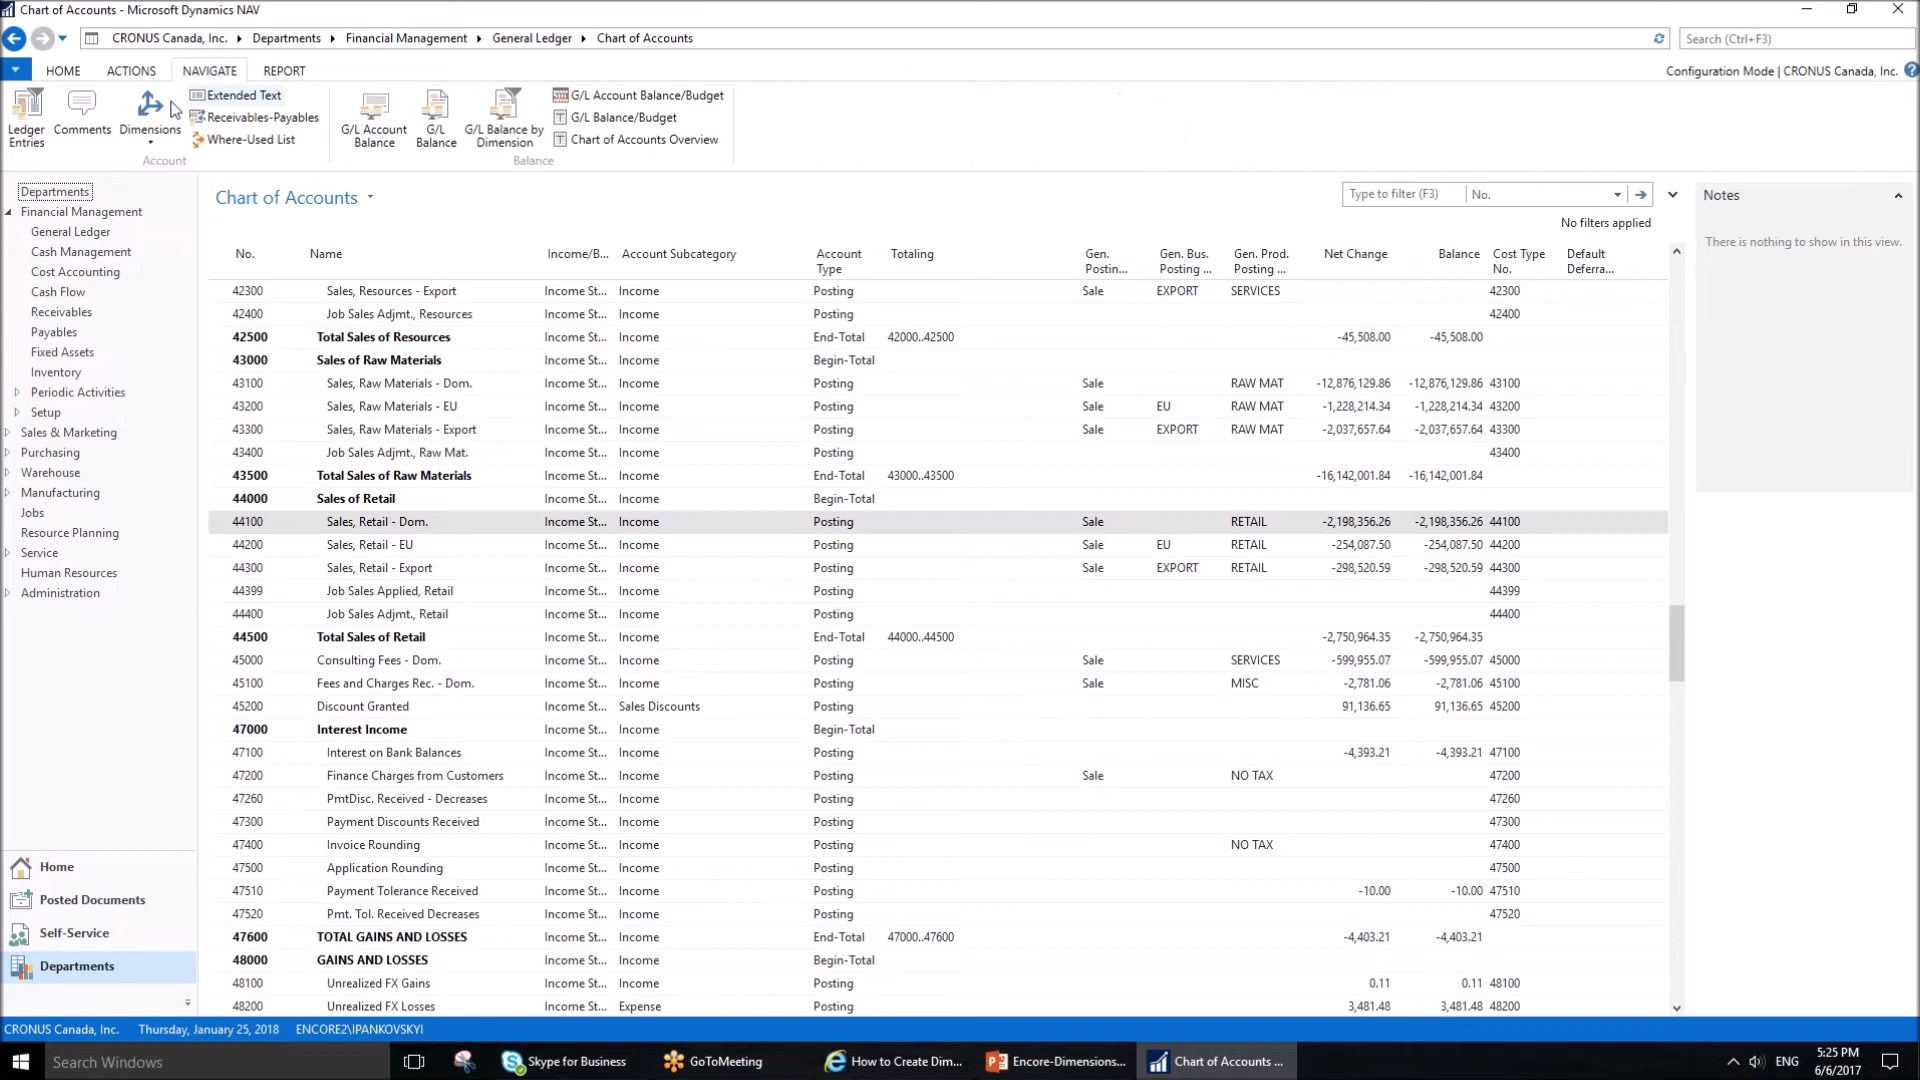 Chart of Accounts - Microsoft Dynamics NAV
CRONUS Canada, Inc. Departments Financial Management General Ledger Chart of Accounts Search (Ctrl+F3)
HOME ACTIONS NAVIGATE REPORT Configuration Mode | CRONUS Canada, Inc.
Ledger Entries Comments Dimensions
Extended Text
Receivables-Payables
Where-Used List
Account
G/L Account Balance
G/L Balance
G/L Balance by Dimension
G/L Account Balance/Budget
G/L Balance/Budget
Chart of Accounts Overview
Balance
Departments
Financial Management
General Ledger
Cash Management
Cost Accounting
Cash Flow
Receivables
Payables
Fixed Assets
Inventory
Periodic Activities
Setup
Sales & Marketing
Purchasing
Warehouse
Manufacturing
Jobs
Resource Planning
Service
Human Resources
Administration
Home
Posted Documents
Self-Service
Departments
Chart of Accounts Type to filter (F3) No.
No filters applied
No. Name Income/B... Account Subcategory Account Type Totaling Gen. Postin... Gen. Bus. Posting ... Gen. Prod. Posting ... Net Change Balance Cost Type No. Default Deferra...
42300 Sales, Resources - Export Income St... Income Posting Sale EXPORT SERVICES 42300
42400 Job Sales Adjmt., Resources Income St... Income Posting 42400
42500 Total Sales of Resources Income St... Income End-Total 42000..42500 -45,508.00 -45,508.00
43000 Sales of Raw Materials Income St... Income Begin-Total
43100 Sales, Raw Materials - Dom. Income St... Income Posting Sale RAW MAT -12,876,129.86 -12,876,129.86 43100
43200 Sales, Raw Materials - EU Income St... Income Posting Sale EU RAW MAT -1,228,214.34 -1,228,214.34 43200
43300 Sales, Raw Materials - Export Income St... Income Posting Sale EXPORT RAW MAT -2,037,657.64 -2,037,657.64 43300
43400 Job Sales Adjmt., Raw Mat. Income St... Income Posting 43400
43500 Total Sales of Raw Materials Income St... Income End-Total 43000..43500 -16,142,001.84 -16,142,001.84
44000 Sales of Retail Income St... Income Begin-Total
44100 Sales, Retail - Dom. Income St... Income Posting Sale RETAIL -2,198,356.26 -2,198,356.26 44100
44200 Sales, Retail - EU Income St... Income Posting Sale EU RETAIL -254,087.50 -254,087.50 44200
44300 Sales, Retail - Export Income St... Income Posting Sale EXPORT RETAIL -298,520.59 -298,520.59 44300
44399 Job Sales Applied, Retail Income St... Income Posting 44399
44400 Job Sales Adjmt., Retail Income St... Income Posting 44400
44500 Total Sales of Retail Income St... Income End-Total 44000..44500 -2,750,964.35 -2,750,964.35
45000 Consulting Fees - Dom. Income St... Income Posting Sale SERVICES -599,955.07 -599,955.07 45000
45100 Fees and Charges Rec. - Dom. Income St... Income Posting Sale MISC -2,781.06 -2,781.06 45100
45200 Discount Granted Income St... Sales Discounts Posting 91,136.65 91,136.65 45200
47000 Interest Income Income St... Income Begin-Total
47100 Interest on Bank Balances Income St... Income Posting -4,393.21 -4,393.21 47100
47200 Finance Charges from Customers Income St... Income Posting Sale NO TAX 47200
47260 PmtDisc. Received - Decreases Income St... Income Posting 47260
47300 Payment Discounts Received Income St... Income Posting 47300
47400 Invoice Rounding Income St... Income Posting NO TAX 47400
47500 Application Rounding Income St... Income Posting 47500
47510 Payment Tolerance Received Income St... Income Posting -10.00 -10.00 47510
47520 Pmt. Tol. Received Decreases Income St... Income Posting 47520
47600 TOTAL GAINS AND LOSSES Income St... Income End-Total 47000..47600 -4,403.21 -4,403.21
48000 GAINS AND LOSSES Income St... Income Begin-Total
48100 Unrealized FX Gains Income St... Income Posting 0.11 0.11 48100
48200 Unrealized FX Losses Income St... Expense Posting 3,481.48 3,481.48 48200
Notes
There is nothing to show in this view.
CRONUS Canada, Inc. Thursday, January 25, 2018 ENCORE2\IPANKOVSKYI
Search Windows Skype for Business GoToMeeting How to Create Dim... Encore-Dimensions... Chart of Accounts ... ENG 5:25 PM
6/6/2017